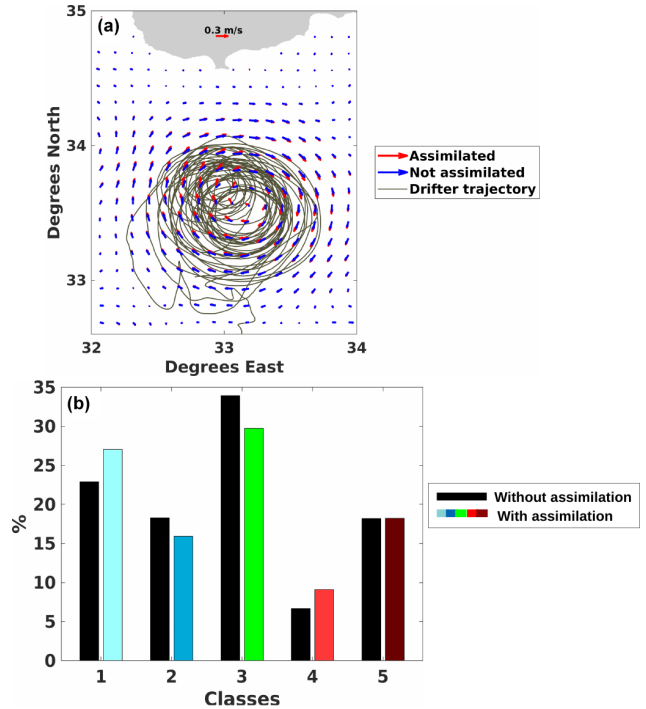 35
(a)
0.3 m/s
34
33
Degrees North
32 33 34
Degrees East
Assimilated
Not assimilated
Drifter trajectory
35
(b)
30
25
20
15
10
5
0
%
1 2 3 4 5
Classes
Without assimilation
With assimilation